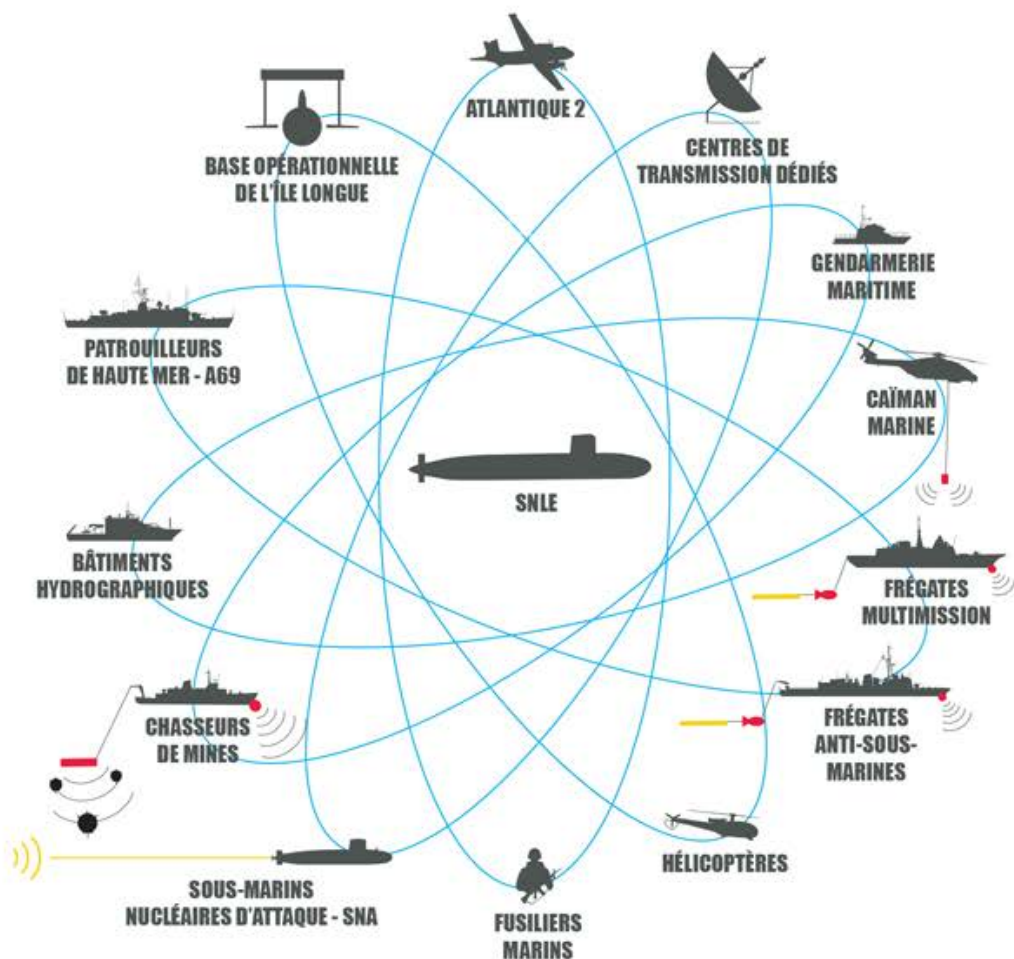 ATLANTIQUE 2
CENTRES DE
TRANSMISSION DÉDIÉS
GENDARMERIE
MARITIME
CAÏMAN
MARINE
FRÉGATES
MULTIMISSION
FRÉGATES
ANTI-SOUS-
MARINES
HÉLICOPTÈRES
FUSILIERS
MARINS
SOUS-MARINS
NUCLÉAIRES D'ATTAQUE - SNA
CHASSEURS
DE MINES
BÂTIMENTS
HYDROGRAPHIQUES
PATROUILLEURS
DE HAUTE MER - A69
BASE OPÉRATIONNELLE
DE L'ÎLE LONGUE
SNLE